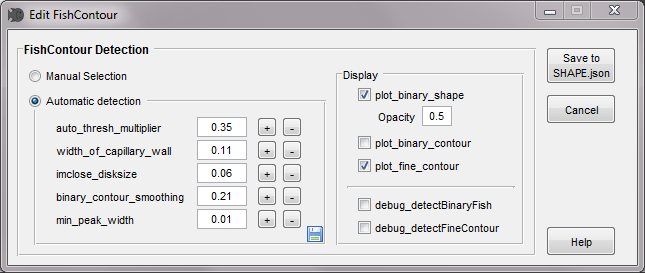 Edit FishContour
FishContour Detection
Manual Selection
Automatic detection
auto_thresh_multiplier 0.35 + -
width_of_capillary_wall 0.11 + -
imclose_disksize 0.06 + -
binary_contour_smoothing 0.21 + -
min_peak_width 0.01 + -
Display
plot_binary_shape
Opacity 0.5
plot_binary_contour
plot_fine_contour
debug_detectBinaryFish
debug_detectFineContour
Save to
SHAPE.json
Cancel
Help